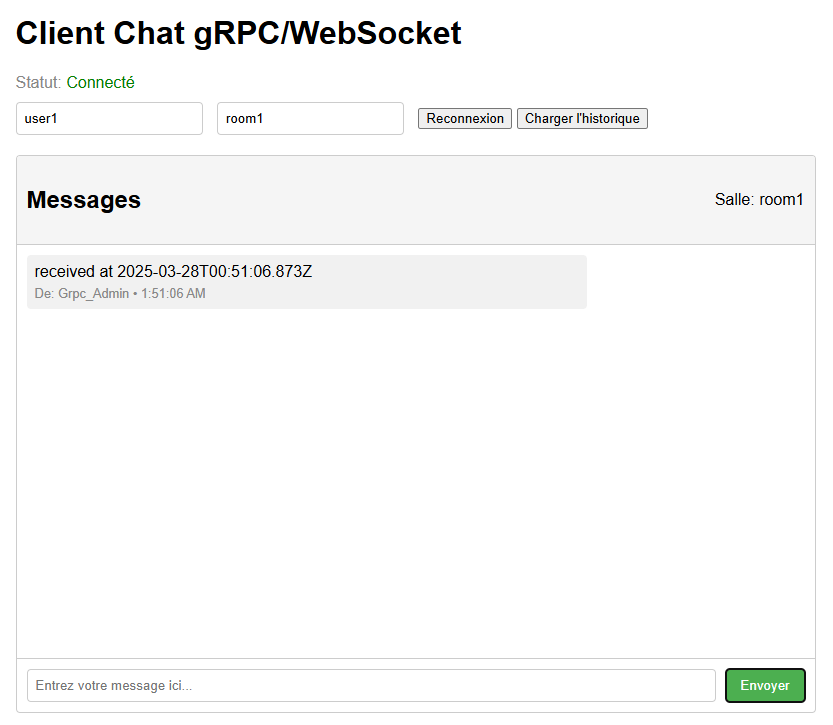 Client Chat gRPC/WebSocket
Statut: Connecté
user1 room1 Reconnexion Charger l'historique
Messages Salle: room1
received at 2025-03-28T00:51:06.873Z
De: Grpc_Admin • 1:51:06 AM
Entrez votre message ici... Envoyer